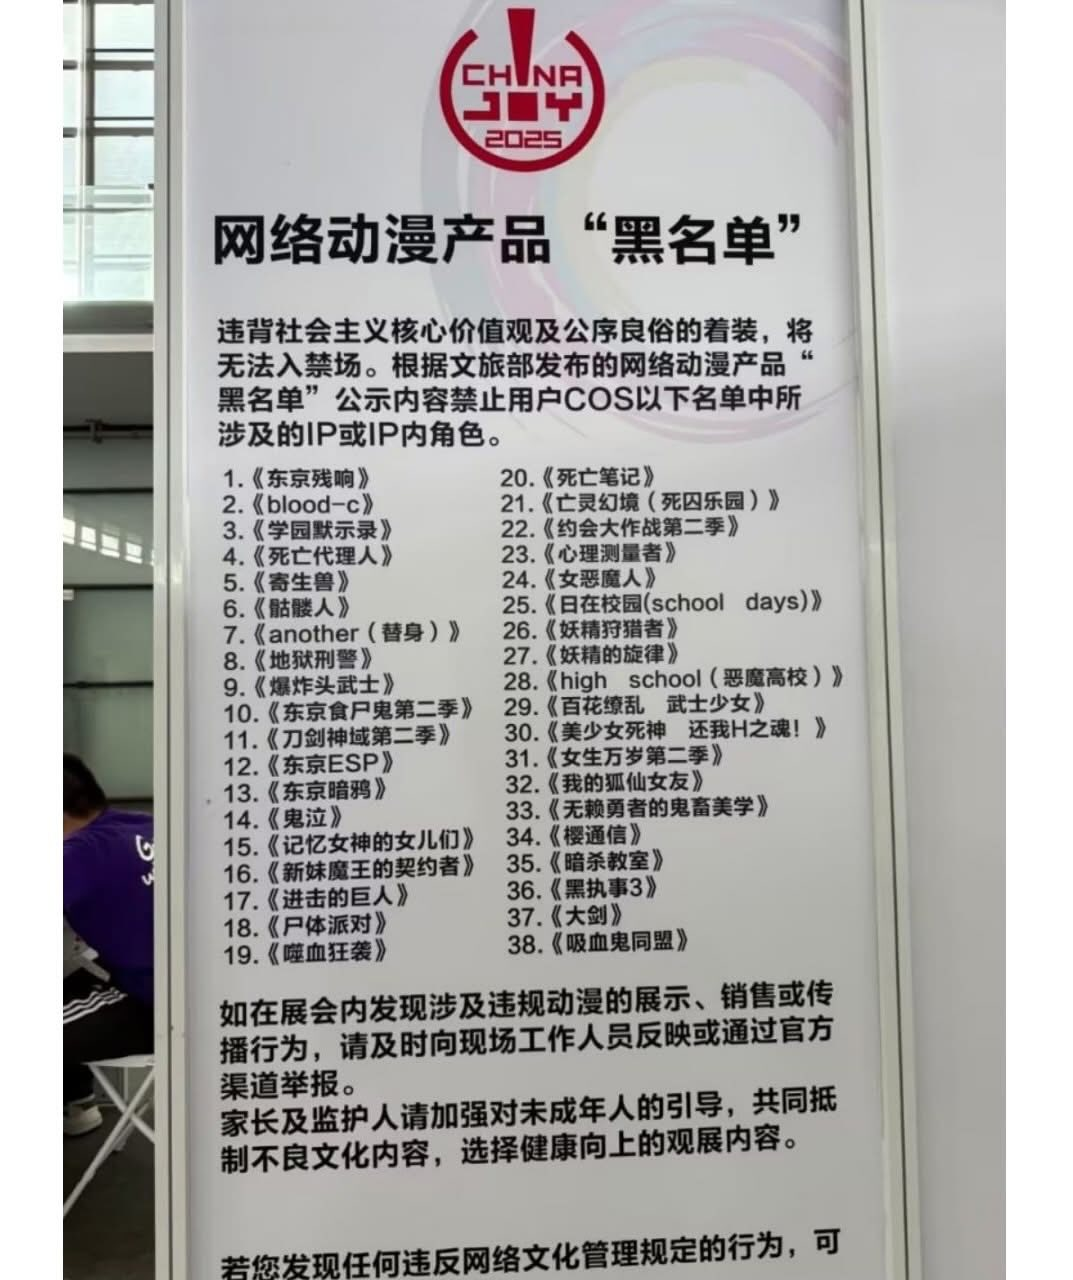 CHINA
JOY
2025
网络动漫产品“黑名单”
违背社会主义核心价值观及公序良俗的着装，将
无法入禁场。根据文旅部发布的网络动漫产品“
黑名单”公示内容禁止用户COS以下名单中所
涉及的IP或IP内角色。
1.《东京残响》
2.《blood-c》
3.《学园默示录》
4.《死亡代理人》
5.《寄生兽》
6.《骷髅人》
7.《another（替身）》
8.《地狱刑警》
9.《爆炸头武士》
10.《东京食尸鬼第二季》
11.《刀剑神域第二季》
12.《东京ESP》
13.《东京暗鸦》
14.《鬼泣》
15.《记忆女神的女儿们》
16.《新妹魔王的契约者》
17.《进击的巨人》
18.《尸体派对》
19.《噬血狂袭》
20.《死亡笔记》
21.《亡灵幻境（死囚乐园）》
22.《约会大作战第二季》
23.《心理测量者》
24.《女恶魔人》
25.《日在校园(school days)》
26.《妖精狩猎者》
27.《妖精的旋律》
28.《high school（恶魔高校）》
29.《百花缭乱 武士少女》
30.《美少女死神 还我H之魂！》
31.《女生万岁第二季》
32.《我的狐仙女友》
33.《无赖勇者的鬼畜美学》
34.《樱通信》
35.《暗杀教室》
36.《黑执事3》
37.《大剑》
38.《吸血鬼同盟》
如在展会内发现涉及违规动漫的展示、销售或传
播行为，请及时向现场工作人员反映或通过官方
渠道举报。
家长及监护人请加强对未成年人的引导，共同抵
制不良文化内容，选择健康向上的观展内容。
若您发现任何违反网络文化管理规定的行为，可